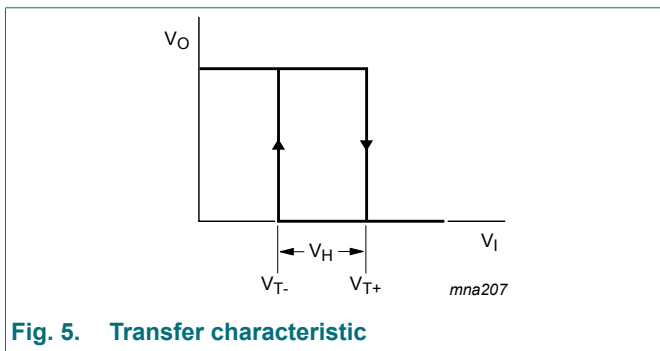 VO
VH
VI
VT-
VT+
mna207
Fig. 5. Transfer characteristic